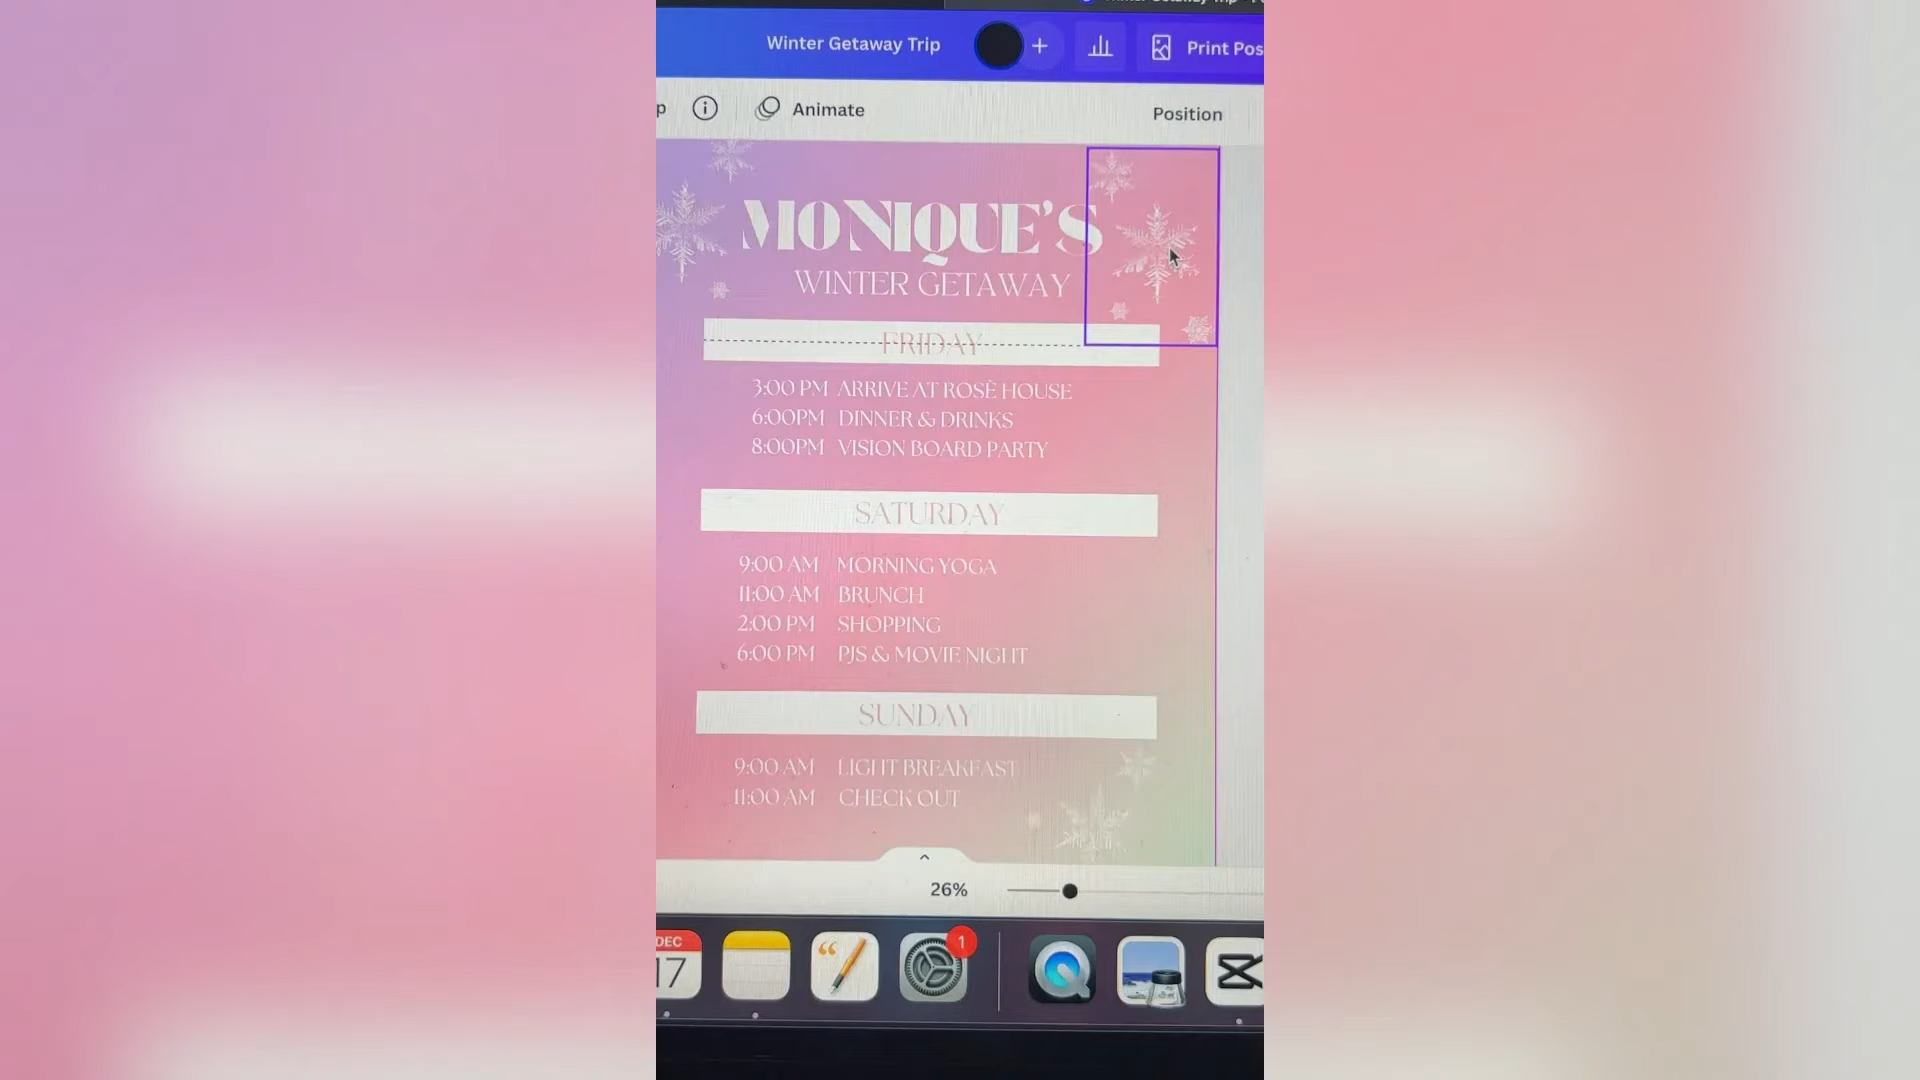 Winter Getaway Trip
Print Pos
p
Animate
Position
MONIQUE'S
WINTER GETAWAY
FRIDAY
3:00 PM ARRIVE AT ROSÈ HOUSE
6:00PM DINNER & DRINKS
8:00PM VISION BOARD PARTY
SATURDAY
9:00 AM MORNING YOGA
11:00 AM BRUNCH
2:00 PM SHOPPING
6:00 PM PJS & MOVIE NIGHT
SUNDAY
9:00 AM LIGHT BREAKFAST
11:00 AM CHECK OUT
26%
DEC
17
1